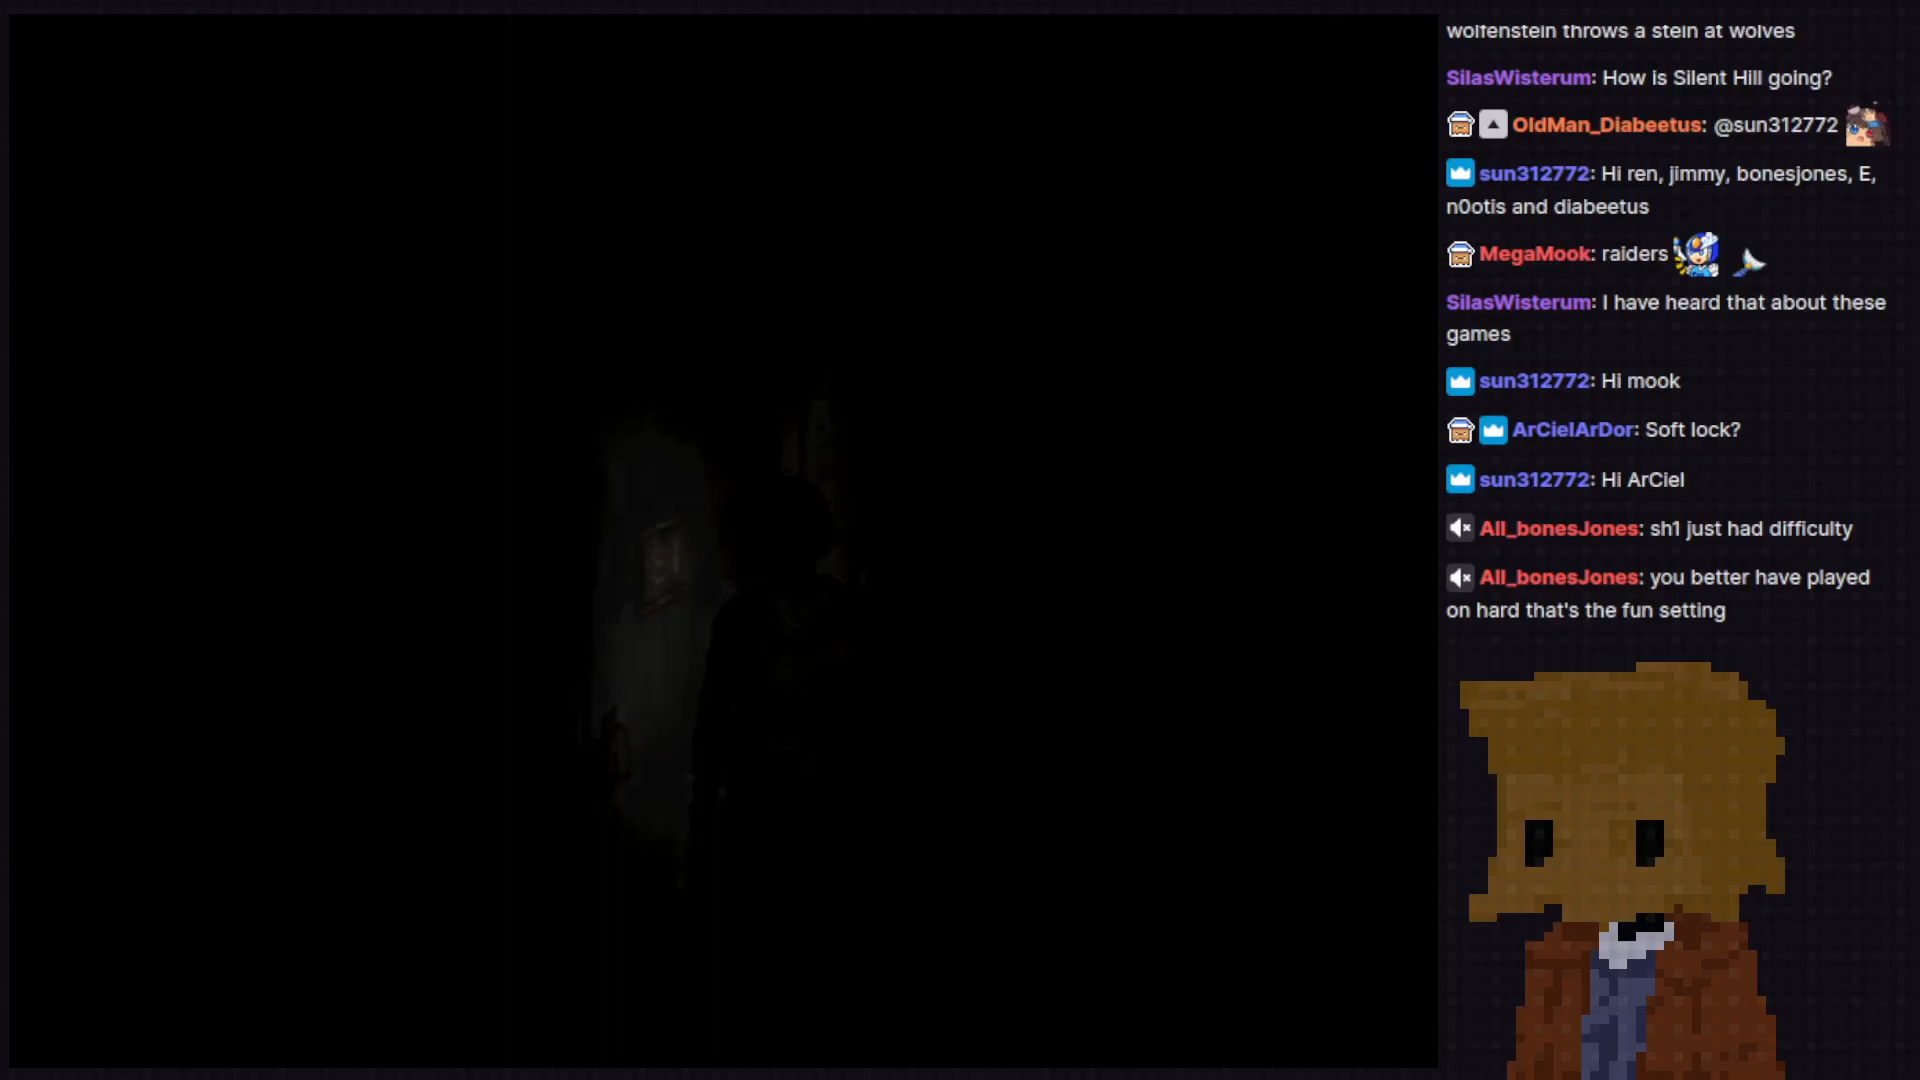 wolfenstein throws a stein at wolves
SilasWisterum: How is Silent Hill going?
OldMan_Diabeetus: @sun312772
sun312772: Hi ren, jimmy, bonesjones, E,
n0otis and diabeetus
MegaMook: raiders
SilasWisterum: I have heard that about these
games
sun312772: Hi mook
ArCielArDor: Soft lock?
sun312772: Hi ArCiel
All_bonesJones: sh1 just had difficulty
All_bonesJones: you better have played
on hard that's the fun setting